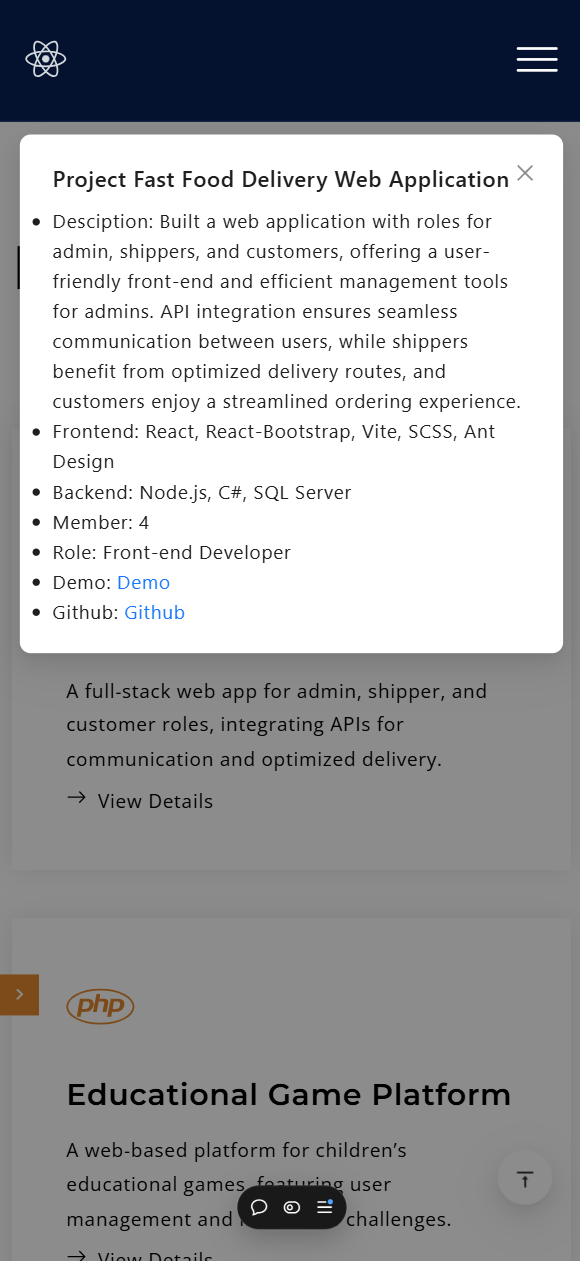 Project Fast Food Delivery Web Application
Desciption: Built a web application with roles for
admin, shippers, and customers, offering a user-
friendly front-end and efficient management tools
for admins. API integration ensures seamless
communication between users, while shippers
benefit from optimized delivery routes, and
customers enjoy a streamlined ordering experience.
Frontend: React, React-Bootstrap, Vite, SCSS, Ant
Design
Backend: Node.js, C#, SQL Server
Member: 4
Role: Front-end Developer
Demo: Demo
Github: Github
A full-stack web app for admin, shipper, and
customer roles, integrating APIs for
communication and optimized delivery.
View Details
php
Educational Game Platform
A web-based platform for children’s
educational games, featuring user
management and challenges.
View Details